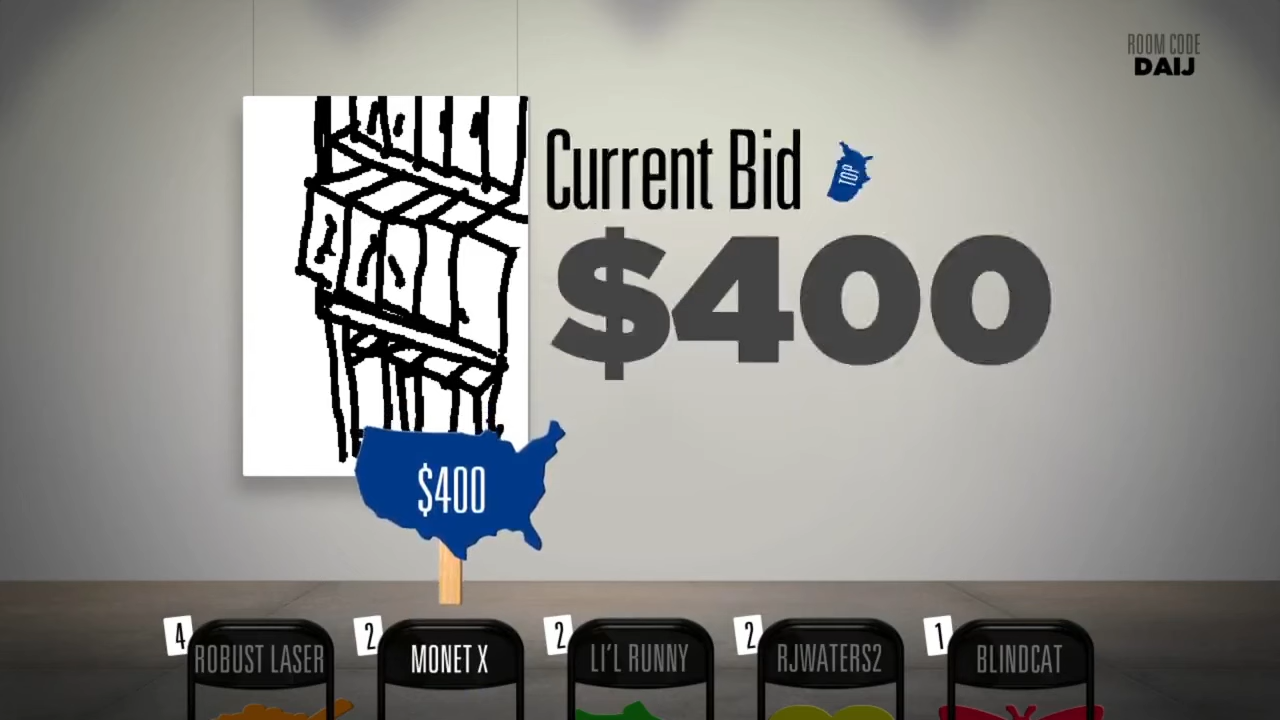 ROOM CODE
DAIJ
Current Bid
TOP
$400
$400
4 ROBUST LASER
2 MONET X
2 LI'L RUNNY
2 RJWATERS2
1 BLINDCAT